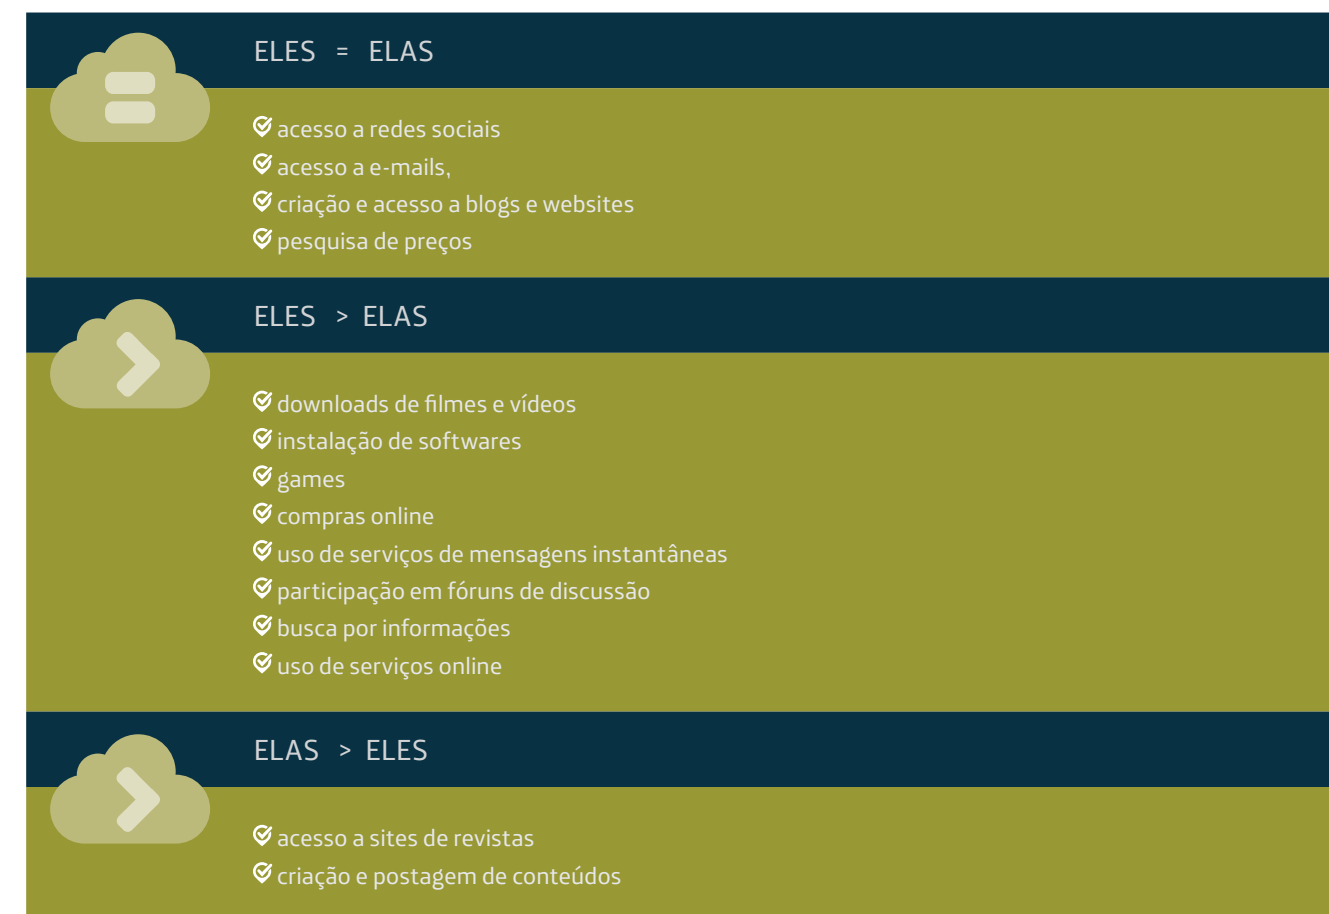 ELES = ELAS
acesso a redes sociais
acesso a e-mails,
criação e acesso a blogs e websites
pesquisa de preços
ELES > ELAS
downloads de filmes e vídeos
instalação de softwares
games
compras online
uso de serviços de mensagens instantâneas
participação em fóruns de discussão
busca por informações
uso de serviços online
ELAS > ELES
acesso a sites de revistas
criação e postagem de conteúdos